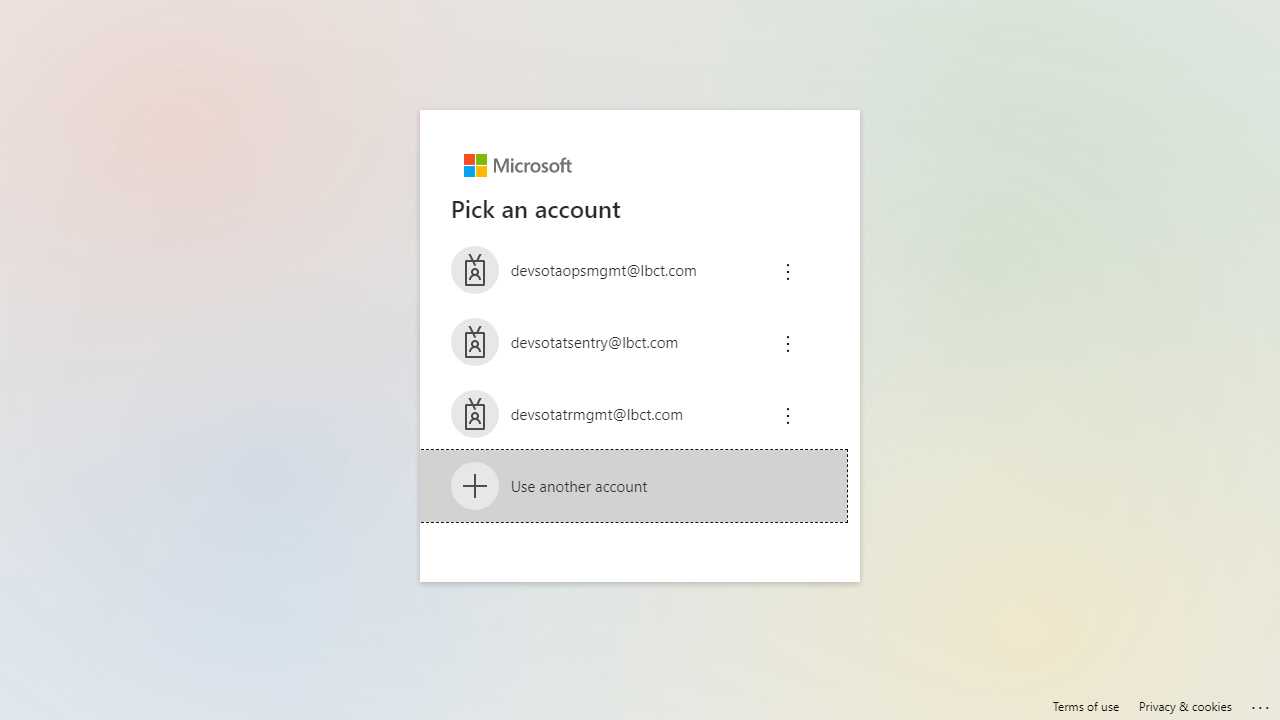 Microsoft
Pick an account
devsotaopsmgmt@lbct.com
devsotatsentry@lbct.com
devsotatrmgmt@lbct.com
Use another account
Terms of use Privacy & cookies ...